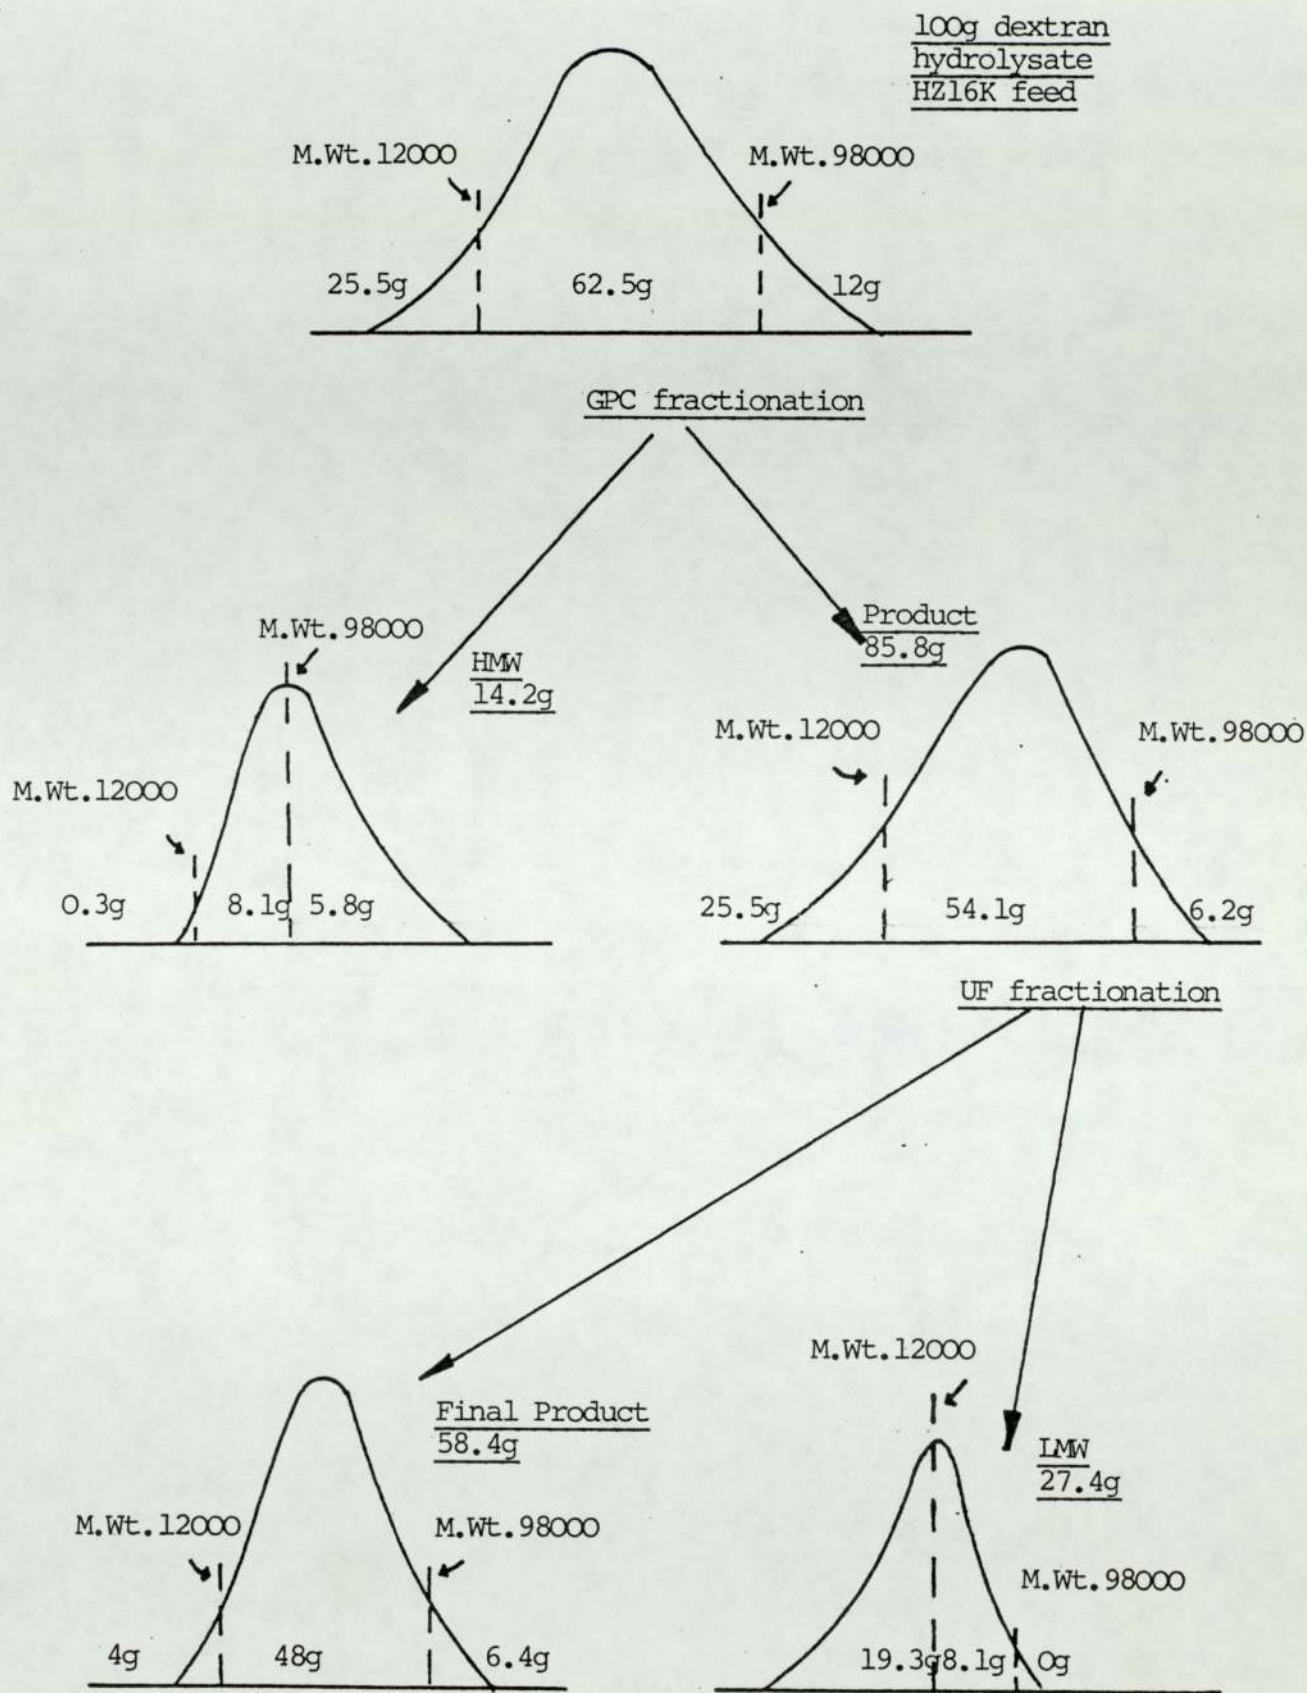 100g dextran
hydrolysate
HZ16K feed
M.Wt.12000
M.Wt.98000
25.5g
62.5g
12g
GPC fractionation
M.Wt.98000
HMW
14.2g
Product
85.8g
M.Wt.12000
M.Wt.98000
M.Wt.12000
0.3g
8.1g
5.8g
25.5g
54.1g
6.2g
UF fractionation
M.Wt.12000
Final Product
58.4g
LMW
27.4g
M.Wt.12000
M.Wt.98000
M.Wt.98000
4g
48g
6.4g
19.3g
8.1g
0g